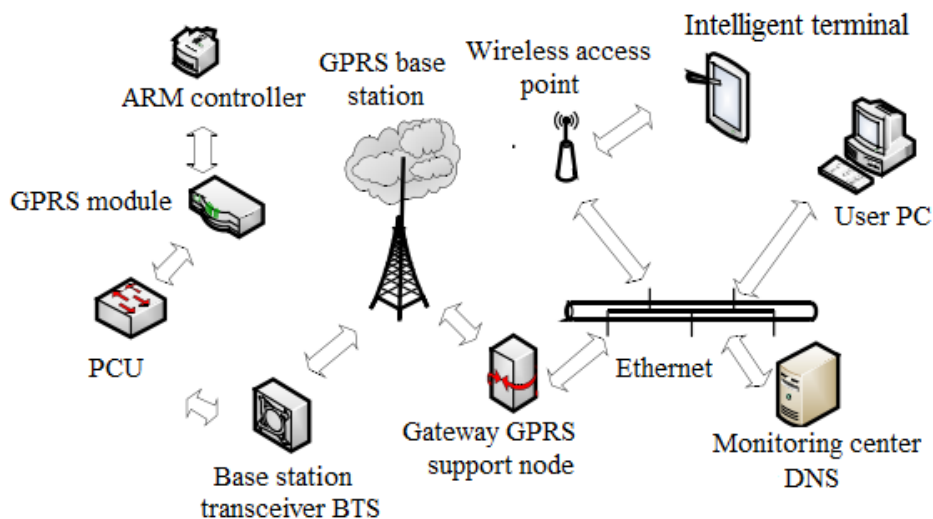 Intelligent terminal
Wireless access
point
GPRS base
station
ARM controller
GPRS module
User PC
PCU
Ethernet
Gateway GPRS
support node
Monitoring center
DNS
Base station
transceiver BTS